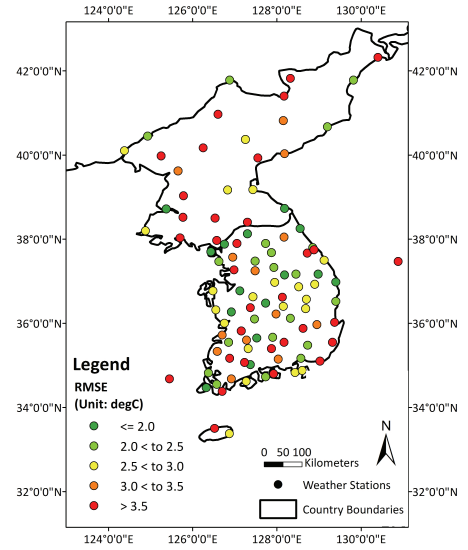 124°0'0"E 126°0'0"E 128°0'0"E 130°0'0"E
42°0'0"N 42°0'0"N
40°0'0"N 40°0'0"N
38°0'0"N 38°0'0"N
36°0'0"N 36°0'0"N
34°0'0"N 34°0'0"N
32°0'0"N 32°0'0"N
Legend
RMSE
(Unit: degC)
<= 2.0
2.0 < to 2.5
2.5 < to 3.0
3.0 < to 3.5
> 3.5
N
0 50 100
Kilometers
Weather Stations
Country Boundaries
124°0'0"E 126°0'0"E 128°0'0"E 130°0'0"E